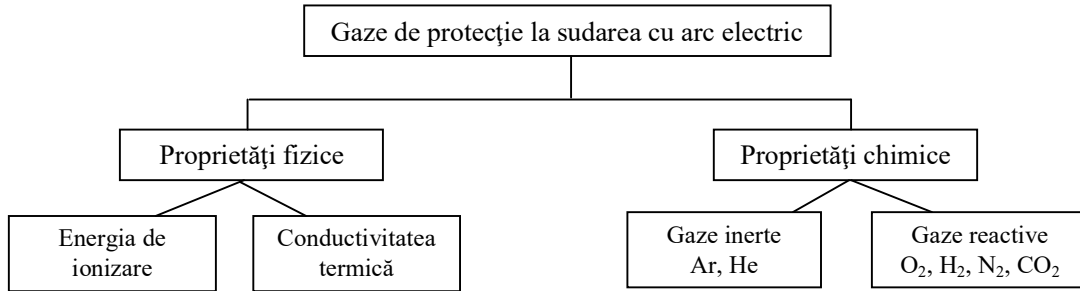 Gaze de protecţie la sudarea cu arc electric
Proprietăţi fizice
Proprietăţi chimice
Energia de
ionizare
Conductivitatea
termică
Gaze inerte
Ar, He
Gaze reactive
O₂, H₂, N₂, CO₂